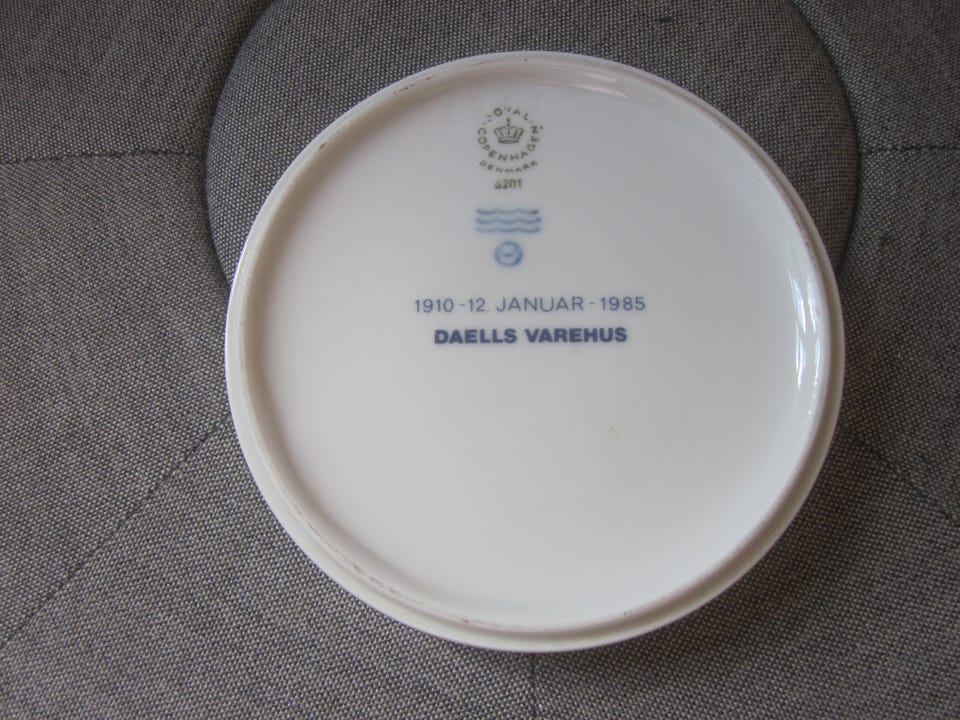 ROYAL
COPENHAGEN
DENMARK
6201
1910 - 12. JANUAR - 1985
DAELLS VAREHUS